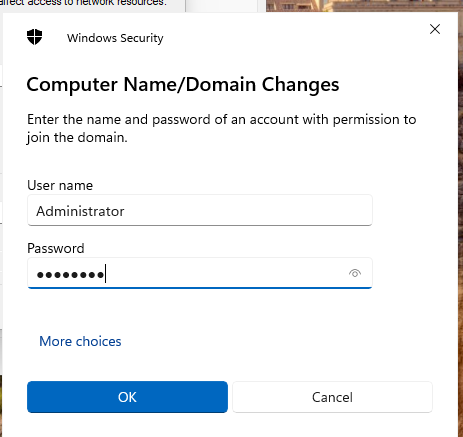 affect access to network resources.
Windows Security
Computer Name/Domain Changes
Enter the name and password of an account with permission to
join the domain.
User name
Administrator
Password
••••••••
More choices
OK
Cancel